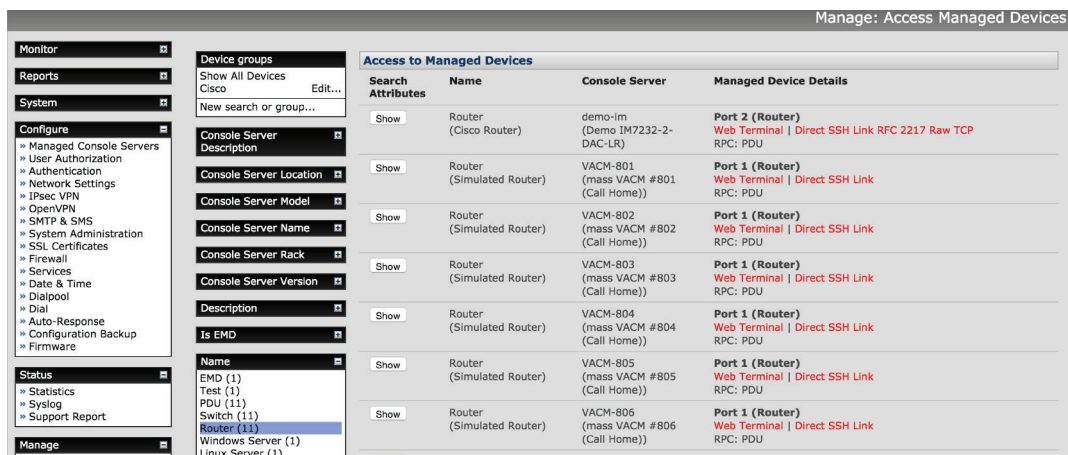 Manage: Access Managed Devices
Monitor
Reports
System
Configure
» Managed Console Servers
» User Authorization
» Authentication
» Network Settings
» IPsec VPN
» OpenVPN
» SMTP & SMS
» System Administration
» SSL Certificates
» Firewall
» Services
» Date & Time
» Dialpool
» Dial
» Auto-Response
» Configuration Backup
» Firmware
Status
» Statistics
» Syslog
» Support Report
Manage
Device groups
Show All Devices
Cisco Edit...
New search or group...
Console Server
Description
Console Server Location
Console Server Model
Console Server Name
Console Server Rack
Console Server Version
Description
Is EMD
Name
EMD (1)
Test (1)
PDU (11)
Switch (11)
Router (11)
Windows Server (1)
Linux Server (1)
Access to Managed Devices
Search Name Console Server Managed Device Details
Attributes
Show Router demo-im Port 2 (Router)
(Cisco Router) (Demo IM7232-2- Web Terminal | Direct SSH Link RFC 2217 Raw TCP
DAC-LR) RPC: PDU
Show Router VACM-801 Port 1 (Router)
(Simulated Router) (mass VACM #801 Web Terminal | Direct SSH Link
(Call Home)) RPC: PDU
Show Router VACM-802 Port 1 (Router)
(Simulated Router) (mass VACM #802 Web Terminal | Direct SSH Link
(Call Home)) RPC: PDU
Show Router VACM-803 Port 1 (Router)
(Simulated Router) (mass VACM #803 Web Terminal | Direct SSH Link
(Call Home)) RPC: PDU
Show Router VACM-804 Port 1 (Router)
(Simulated Router) (mass VACM #804 Web Terminal | Direct SSH Link
(Call Home)) RPC: PDU
Show Router VACM-805 Port 1 (Router)
(Simulated Router) (mass VACM #805 Web Terminal | Direct SSH Link
(Call Home)) RPC: PDU
Show Router VACM-806 Port 1 (Router)
(Simulated Router) (mass VACM #806 Web Terminal | Direct SSH Link
(Call Home)) RPC: PDU